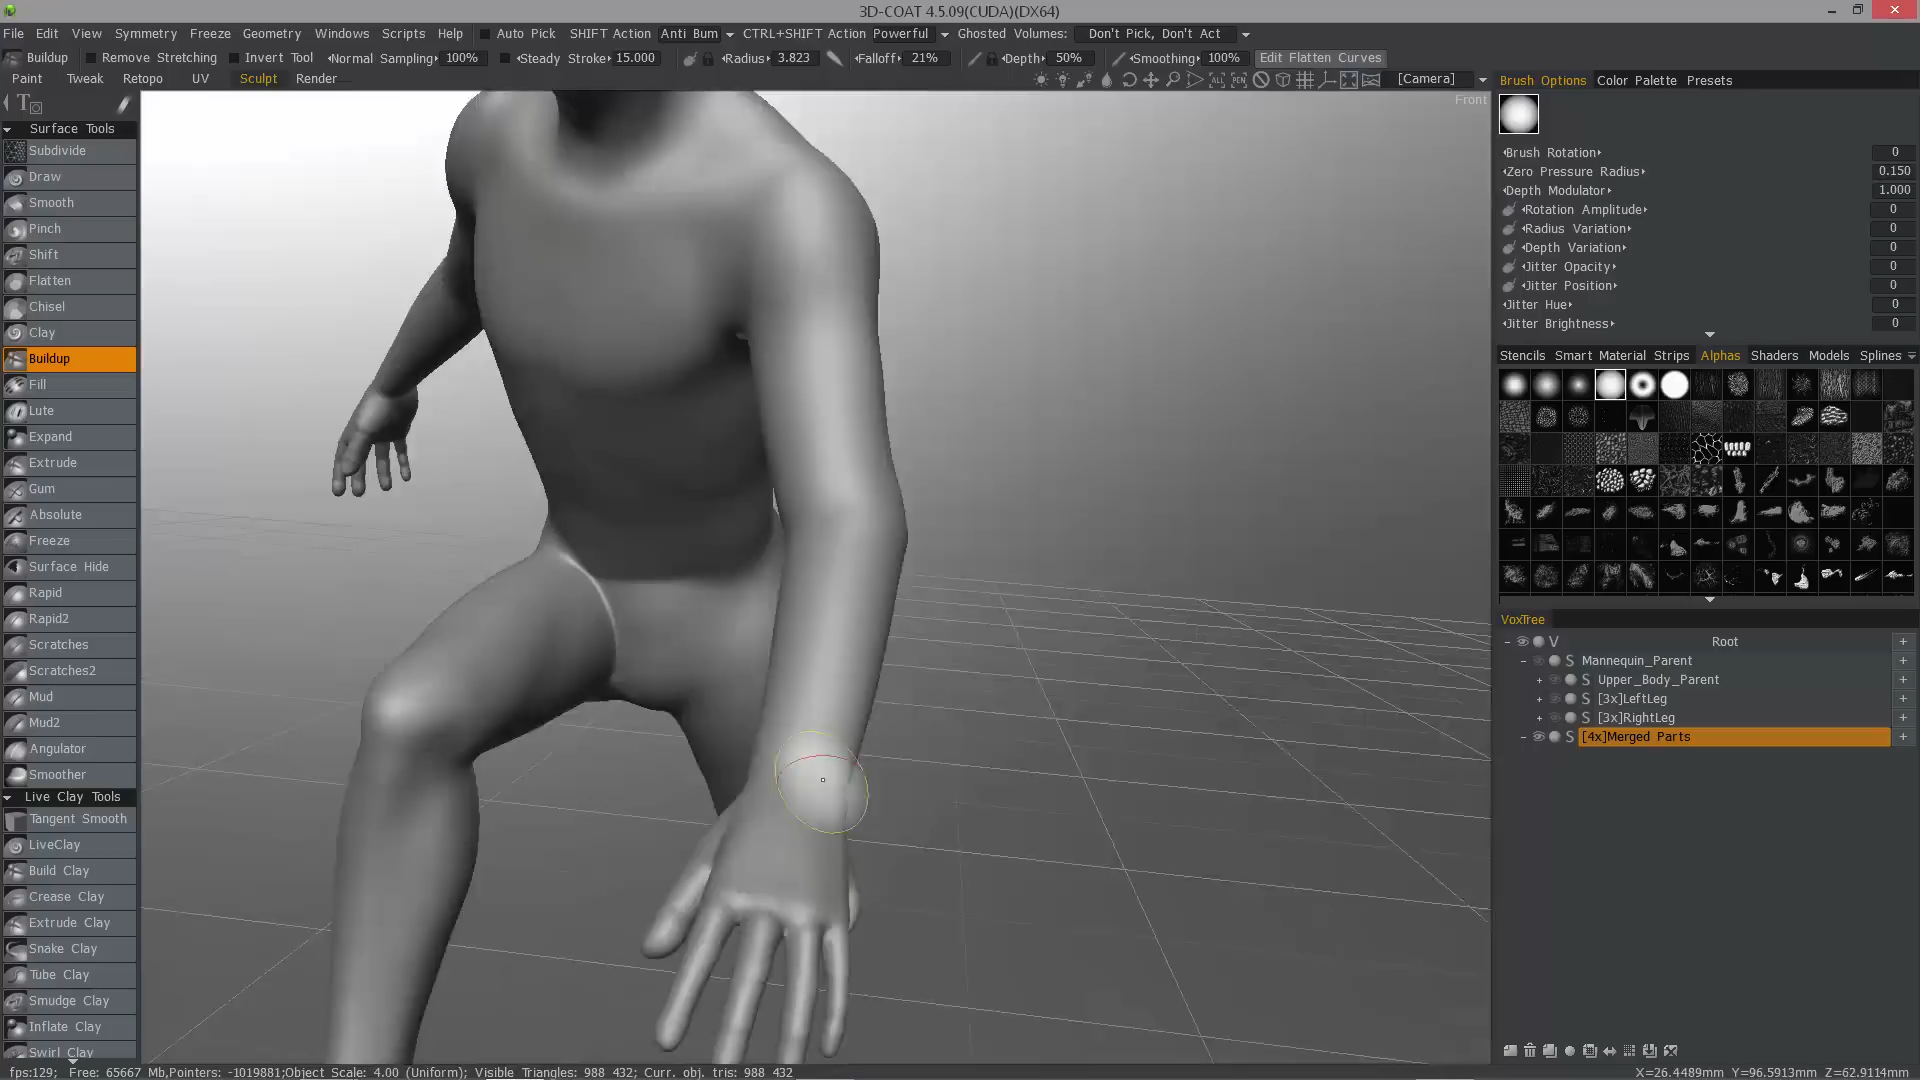 3D-COAT 4.5.09(CUDA)(DX64)
File Edit View Symmetry Freeze Geometry Windows Scripts Help Auto Pick SHIFT Action Anti Bum CTRL+SHIFT Action Powerful Ghosted Volumes: Don't Pick, Don't Act
Buildup Remove Stretching Invert Tool Normal Sampling 100% Steady Stroke 15.000 Radius 3.823 Falloff 21% Depth 50% Smoothing 100% Edit Flatten Curves
Paint Tweak Retopo UV Sculpt Render [Camera]
Brush Options Color Palette Presets
Front
Surface Tools
Subdivide
Draw
Smooth
Pinch
Shift
Flatten
Chisel
Clay
Buildup
Fill
Lute
Expand
Extrude
Gum
Absolute
Freeze
Surface Hide
Rapid
Rapid2
Scratches
Scratches2
Mud
Mud2
Angulator
Smoother
Live Clay Tools
Tangent Smooth
LiveClay
Build Clay
Crease Clay
Extrude Clay
Snake Clay
Tube Clay
Smudge Clay
Inflate Clay
Swirl Clay
Brush Rotation 0
Zero Pressure Radius 0.150
Depth Modulator 1.000
Rotation Amplitude 0
Radius Variation 0
Depth Variation 0
Jitter Opacity 0
Jitter Position 0
Jitter Hue 0
Jitter Brightness 0
Stencils Smart Material Strips Alphas Shaders Models Splines
VoxTree
V Root +
S Mannequin_Parent +
+ S Upper_Body_Parent +
+ S [3x]LeftLeg +
+ S [3x]RightLeg +
S [4x]Merged Parts +
fps:129; Free: 65667 Mb,Pointers: -1019881;Object Scale: 4.00 (Uniform); Visible Triangles: 988 432; Curr. obj. tris: 988 432 X=26.4489mm Y=96.5913mm Z=62.9114mm